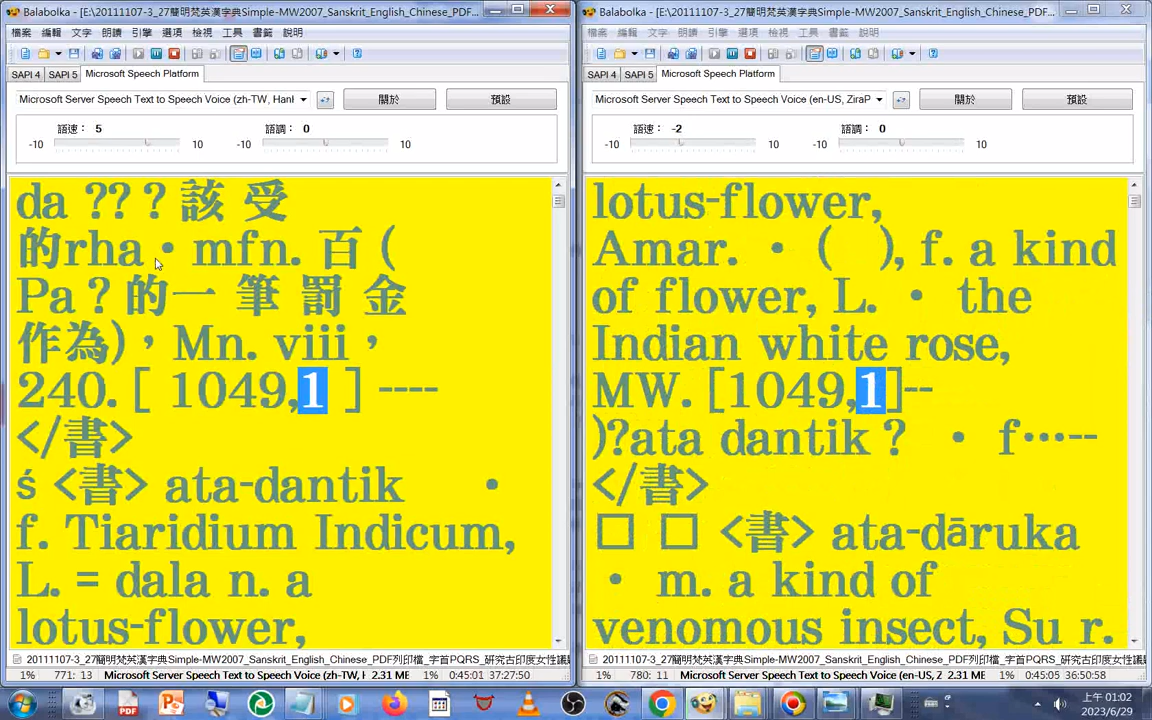 Balabolka - [E:\20111107-3_27簡明梵英漢字典Simple-MW2007_Sanskrit_English_Chinese_PDF...
檔案 編輯 文字 朗讀 引擎 選項 檢視 工具 書籤 說明
SAPI 4 SAPI 5 Microsoft Speech Platform
Microsoft Server Speech Text to Speech Voice (zh-TW, Hanl
關於
預設
語速： 5
語調： 0
-10 10 -10 10
da ??？該 受
的rha・mfn. 百 (
Pa？的一 筆 罰 金
作為)，Mn. viii，
240. [ 1049,1 ] ----
</書>
ś <書> ata-dantik ・
f. Tiaridium Indicum,
L. = dala n. a
lotus-flower,
20111107-3_27簡明梵英漢字典Simple-MW2007_Sanskrit_English_Chinese_PDF列印檔_字首PQRS_研究古印度女性議
1% 771: 13 Microsoft Server Speech Text to Speech Voice (zh-TW, H 2.31 ME 1% 0:45:01 37:27:50
Balabolka - [E:\20111107-3_27簡明梵英漢字典Simple-MW2007_Sanskrit_English_Chinese_PDF...
檔案 編輯 文字 朗讀 引擎 選項 檢視 工具 書籤 說明
SAPI 4 SAPI 5 Microsoft Speech Platform
Microsoft Server Speech Text to Speech Voice (en-US, ZiraP
關於
預設
語速： -2
語調： 0
-10 10 -10 10
lotus-flower,
Amar. ・ ( ), f. a kind
of flower, L. ・ the
Indian white rose,
MW. [1049,1]--
)?ata dantik？ ・ f…--
</書>
□ □ <書> ata-dāruka
・ m. a kind of
venomous insect, Su r.
20111107-3_27簡明梵英漢字典Simple-MW2007_Sanskrit_English_Chinese_PDF列印檔_字首PQRS_研究古印度女性議
1% 780: 11 Microsoft Server Speech Text to Speech Voice (en-US, Z 2.31 ME 1% 0:45:05 36:50:58
上午 01:02
2023/6/29